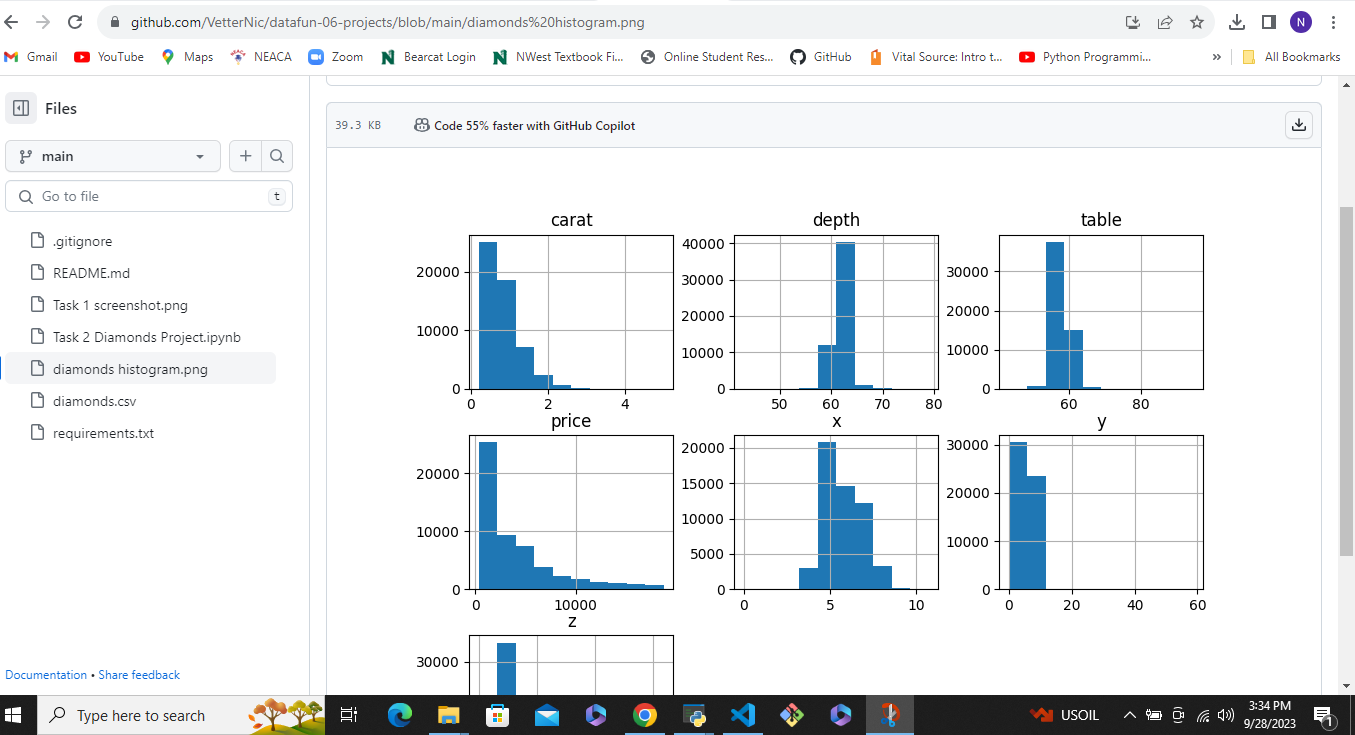 github.com/VetterNic/datafun-06-projects/blob/main/diamonds%20histogram.png
N
Gmail YouTube Maps NEACA Zoom Bearcat Login NWest Textbook Fi... Online Student Res... GitHub Vital Source: Intro t... Python Programmi... » All Bookmarks
Files
main
Go to file t
.gitignore
README.md
Task 1 screenshot.png
Task 2 Diamonds Project.ipynb
diamonds histogram.png
diamonds.csv
requirements.txt
Documentation • Share feedback
39.3 KB Code 55% faster with GitHub Copilot
carat
20000
10000
0
0 2 4
depth
40000
30000
20000
10000
0
50 60 70 80
table
30000
20000
10000
0
60 80
price
20000
10000
0
0 10000
x
20000
15000
10000
5000
0
0 5 10
y
30000
20000
10000
0
0 20 40 60
z
30000
Type here to search
USOIL
3:34 PM
9/28/2023
1